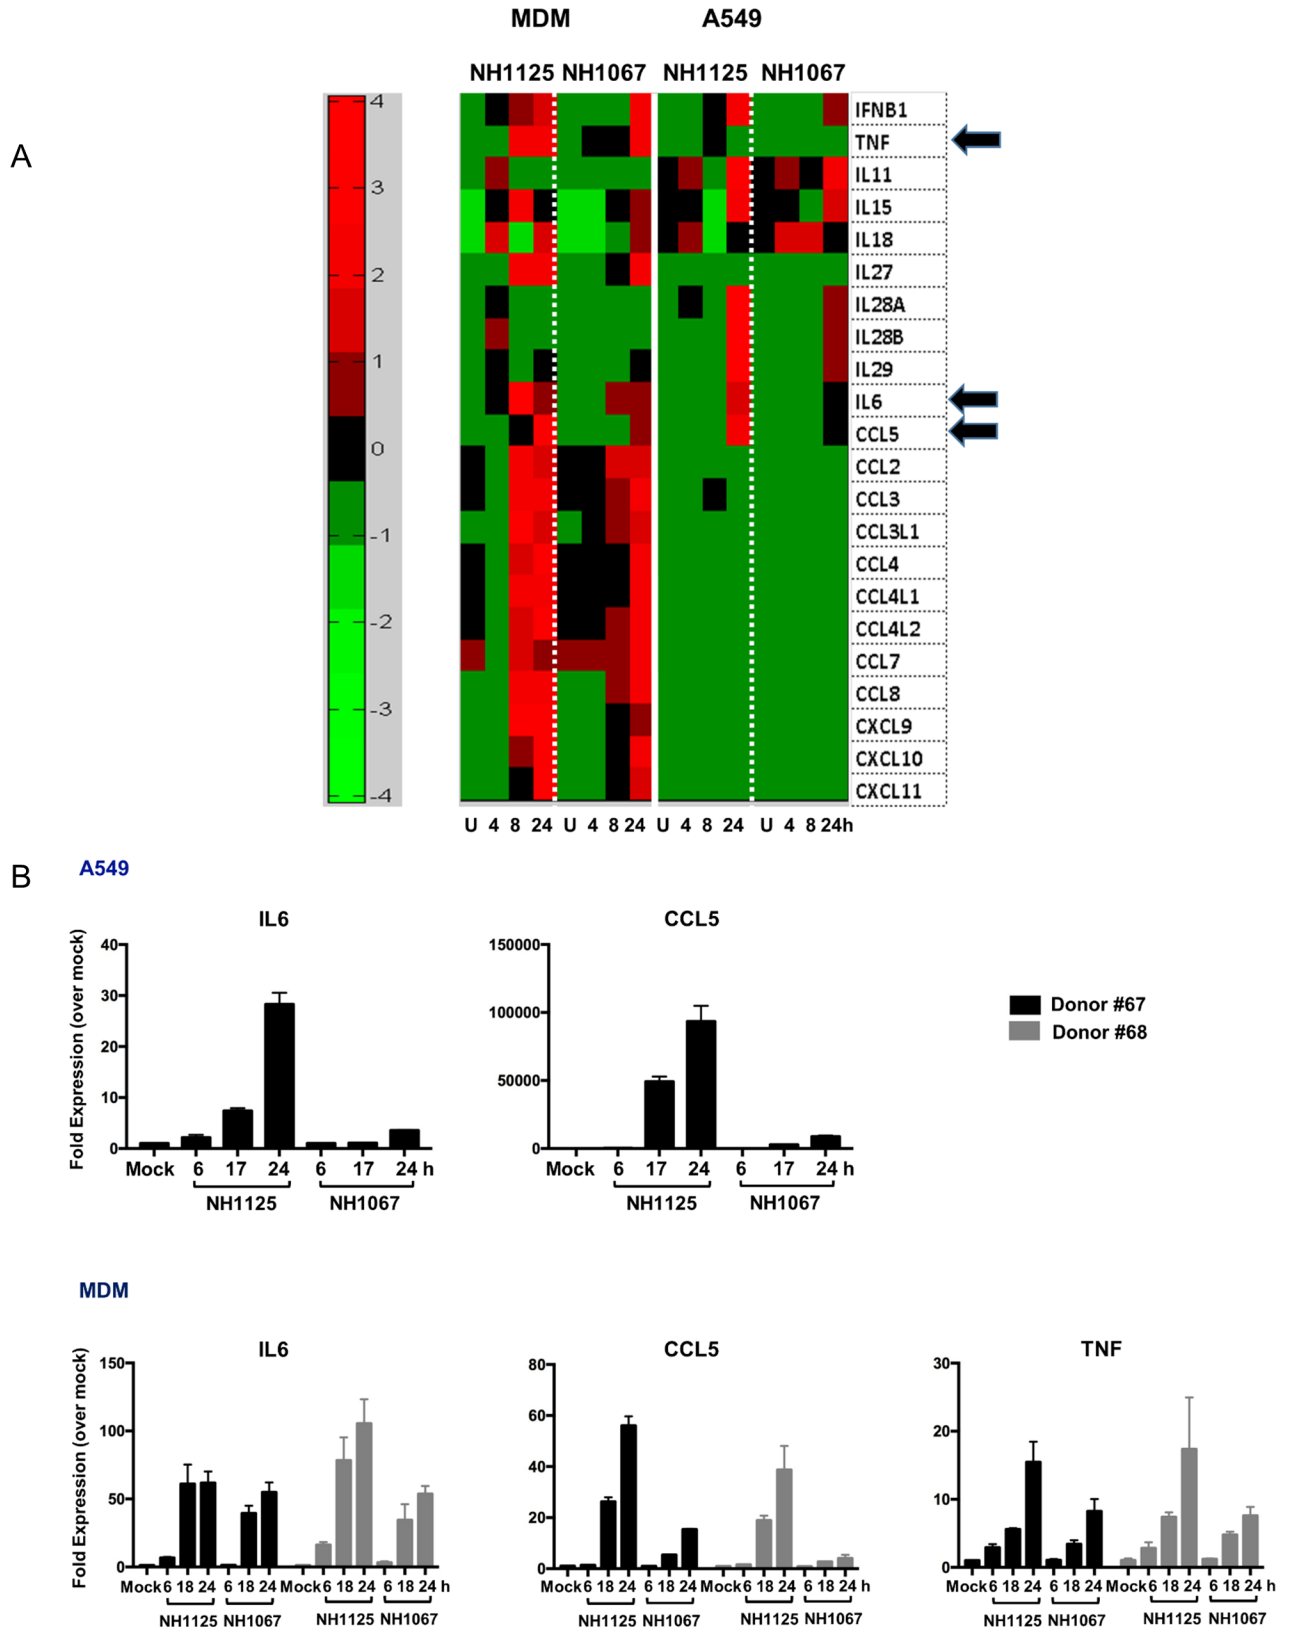 MDM A549
NH1125 NH1067 NH1125 NH1067
A
4
3
2
1
0
-1
-2
-3
-4
IFNB1
TNF
IL11
IL15
IL18
IL27
IL28A
IL28B
IL29
IL6
CCL5
CCL2
CCL3
CCL3L1
CCL4
CCL4L1
CCL4L2
CCL7
CCL8
CXCL9
CXCL10
CXCL11
U 4 8 24 U 4 8 24 U 4 8 24 U 4 8 24h
B
A549
IL6
Fold Expression (over mock)
40
30
20
10
0
Mock 6 17 24 6 17 24 h
NH1125 NH1067
CCL5
150000
100000
50000
0
Mock 6 17 24 6 17 24 h
NH1125 NH1067
Donor #67
Donor #68
MDM
IL6
Fold Expression (over mock)
150
100
50
0
Mock 6 18 24 6 18 24 Mock 6 18 24 6 18 24 h
NH1125 NH1067 NH1125 NH1067
CCL5
80
60
40
20
0
Mock 6 18 24 6 18 24 Mock 6 18 24 6 18 24 h
NH1125 NH1067 NH1125 NH1067
TNF
30
20
10
0
Mock 6 18 24 6 18 24 Mock 6 18 24 6 18 24 h
NH1125 NH1067 NH1125 NH1067